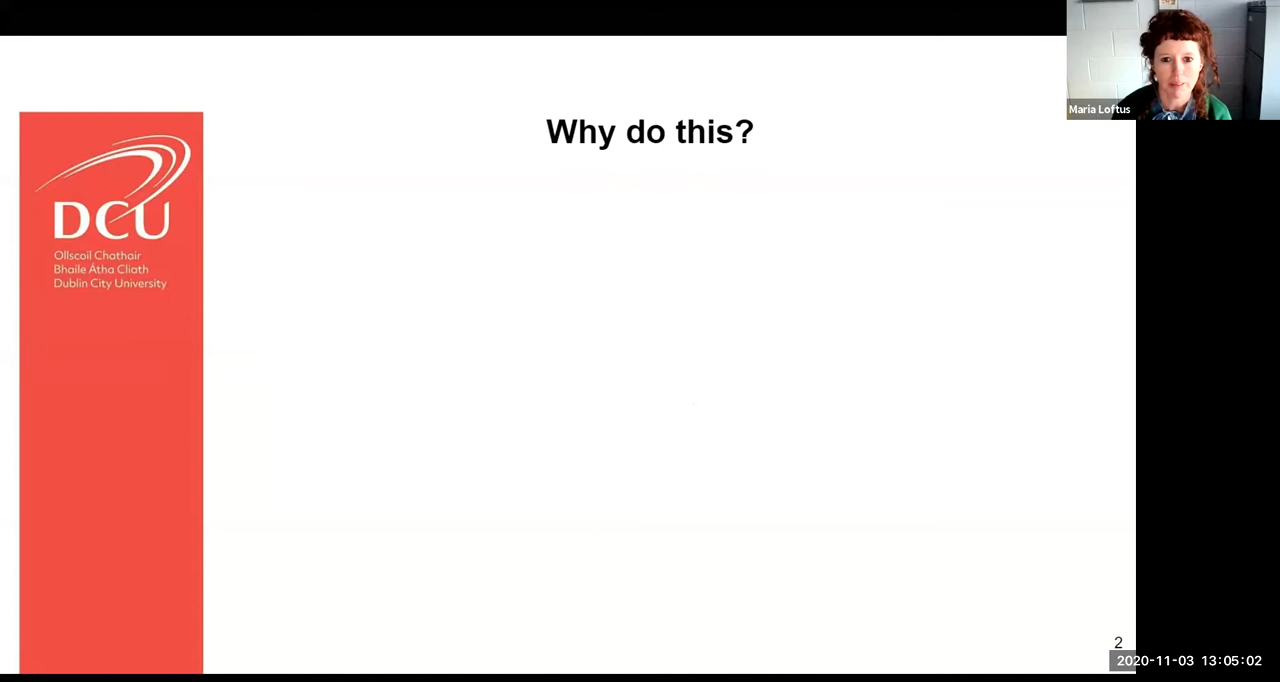 Maria Loftus
Why do this?
DCU
Ollscoil Chathair
Bhaile Átha Cliath
Dublin City University
2
2020-11-03 13:05:02